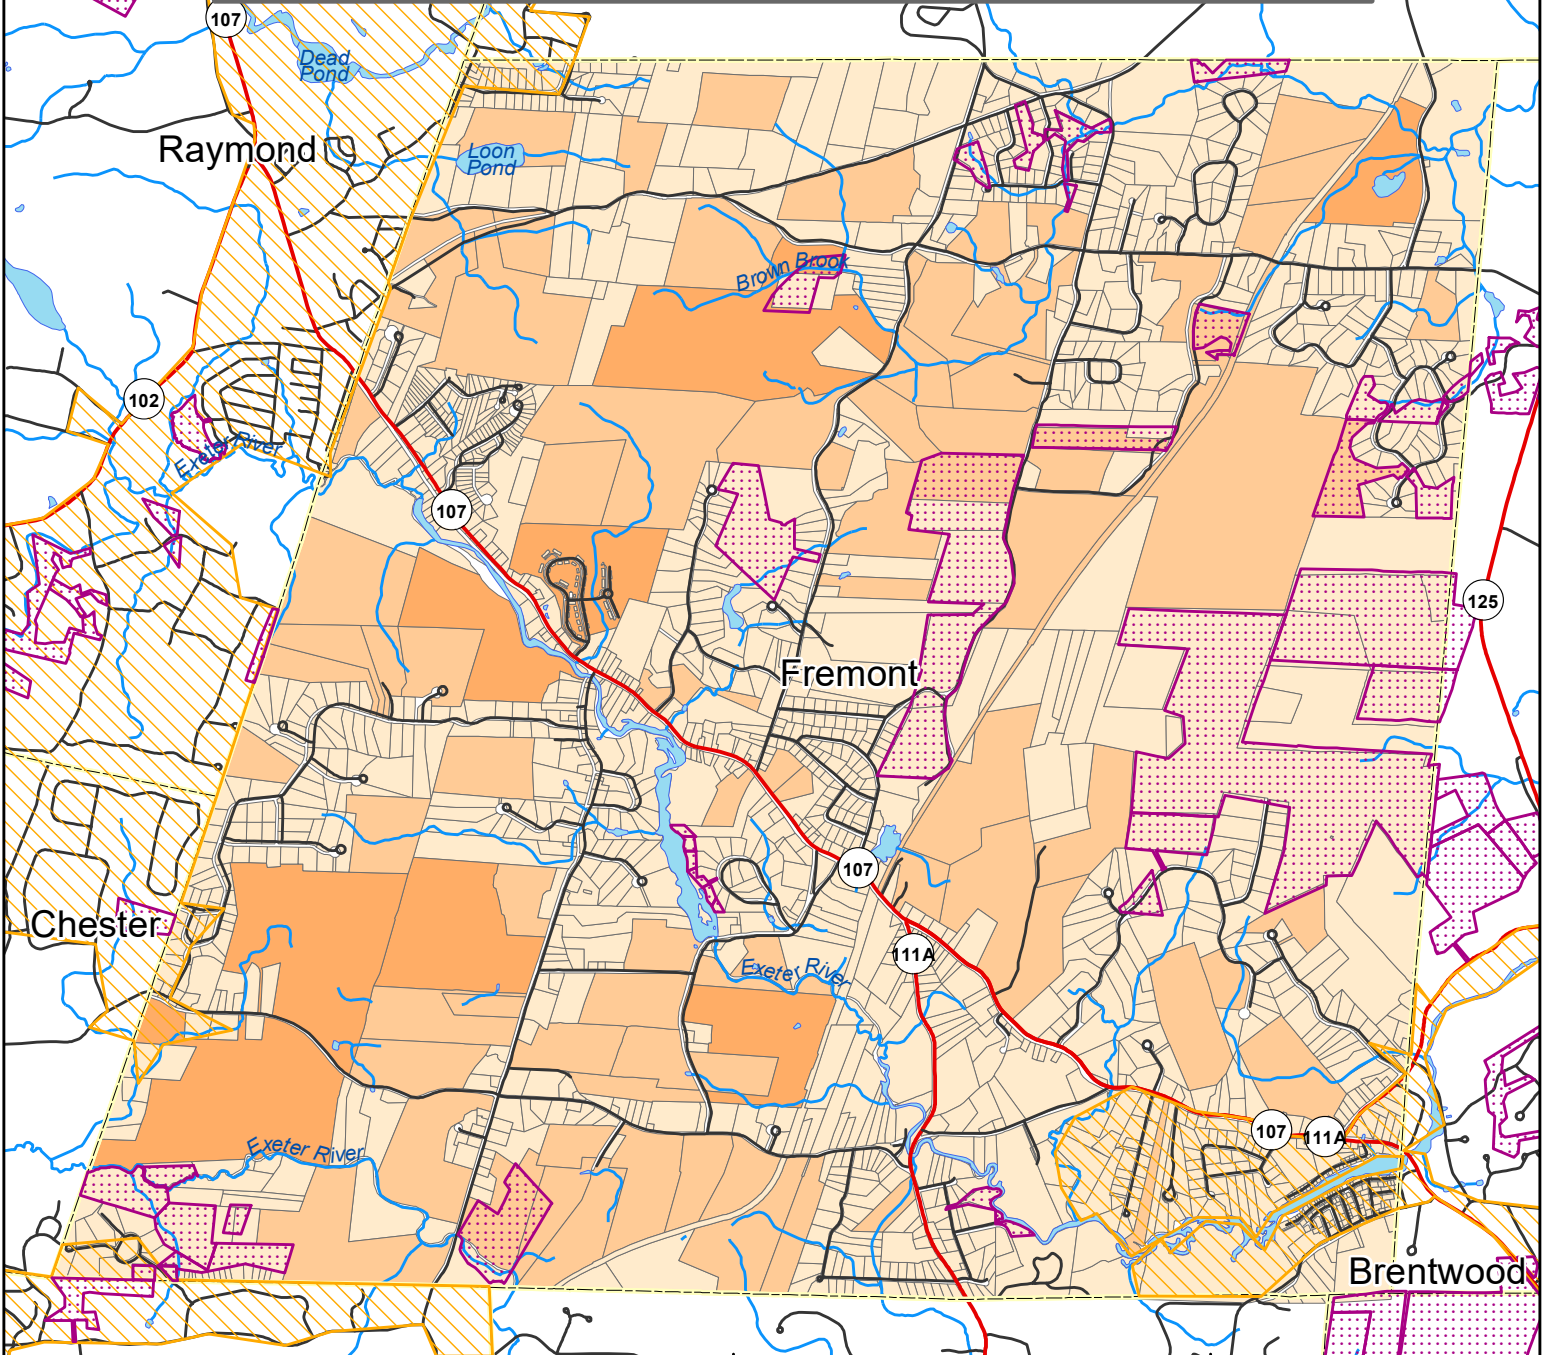 107
Dead
Pond
Raymond
Loon
Pond
Brown Brook
102
Exeter River
107
125
Fremont
107
Chester
111A
Exeter River
107
111A
Exeter River
Brentwood